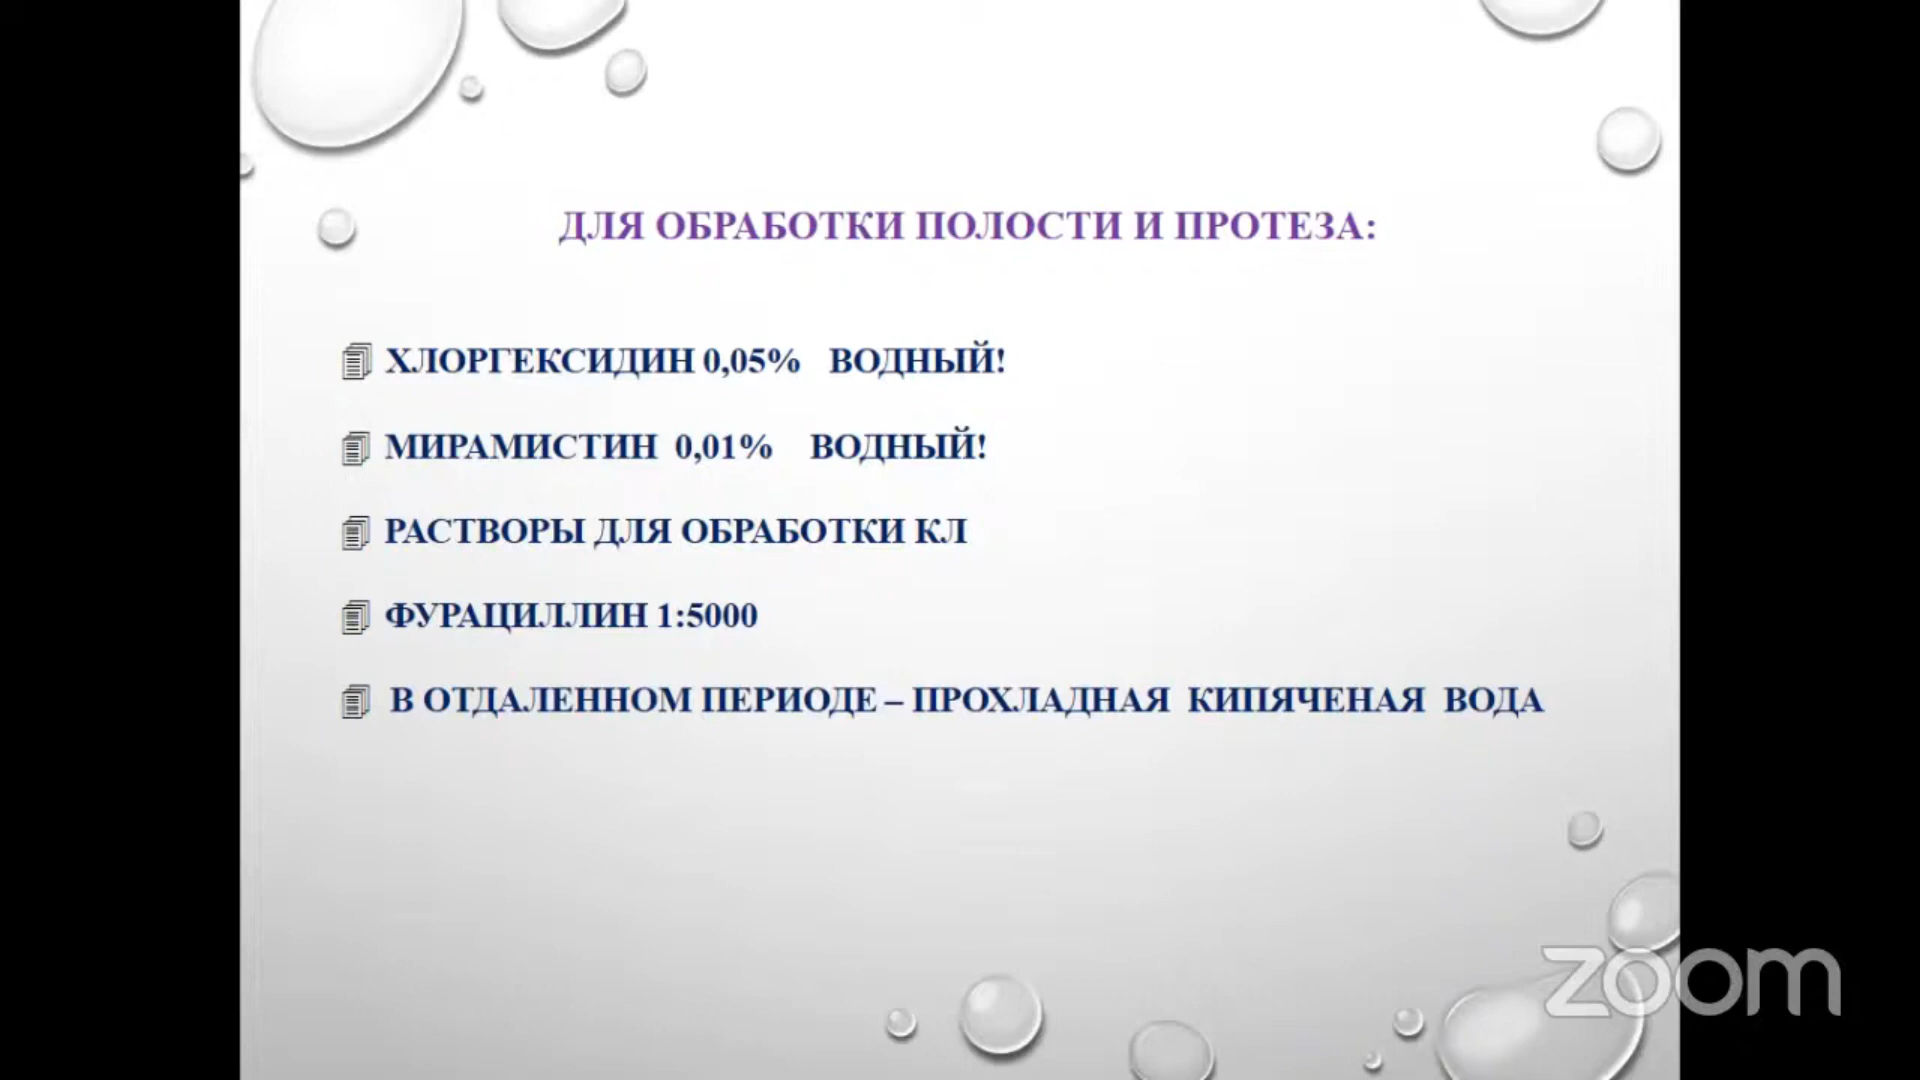 ДЛЯ ОБРАБОТКИ ПОЛОСТИ И ПРОТЕЗА:
ХЛОРГЕКСИДИН 0,05% ВОДНЫЙ!
МИРАМИСТИН 0,01% ВОДНЫЙ!
РАСТВОРЫ ДЛЯ ОБРАБОТКИ КЛ
ФУРАЦИЛЛИН 1:5000
В ОТДАЛЕННОМ ПЕРИОДЕ – ПРОХЛАДНАЯ КИПЯЧЕНАЯ ВОДА
zoom